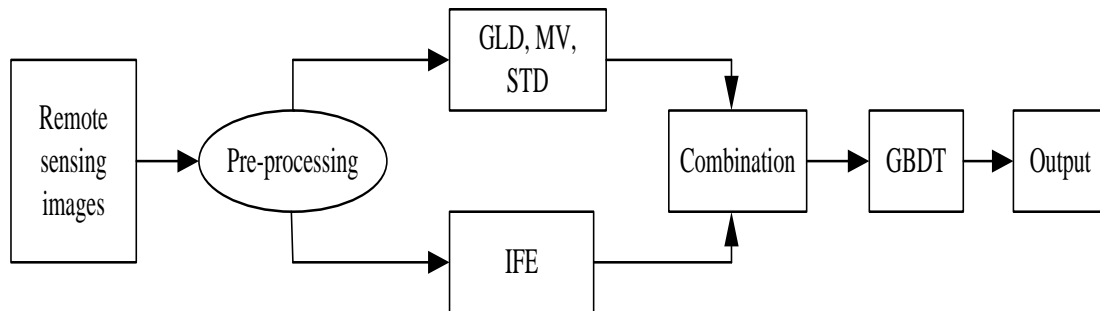 Remote
sensing
images
Pre-processing
GLD, MV,
STD
IFE
Combination
GBDT
Output